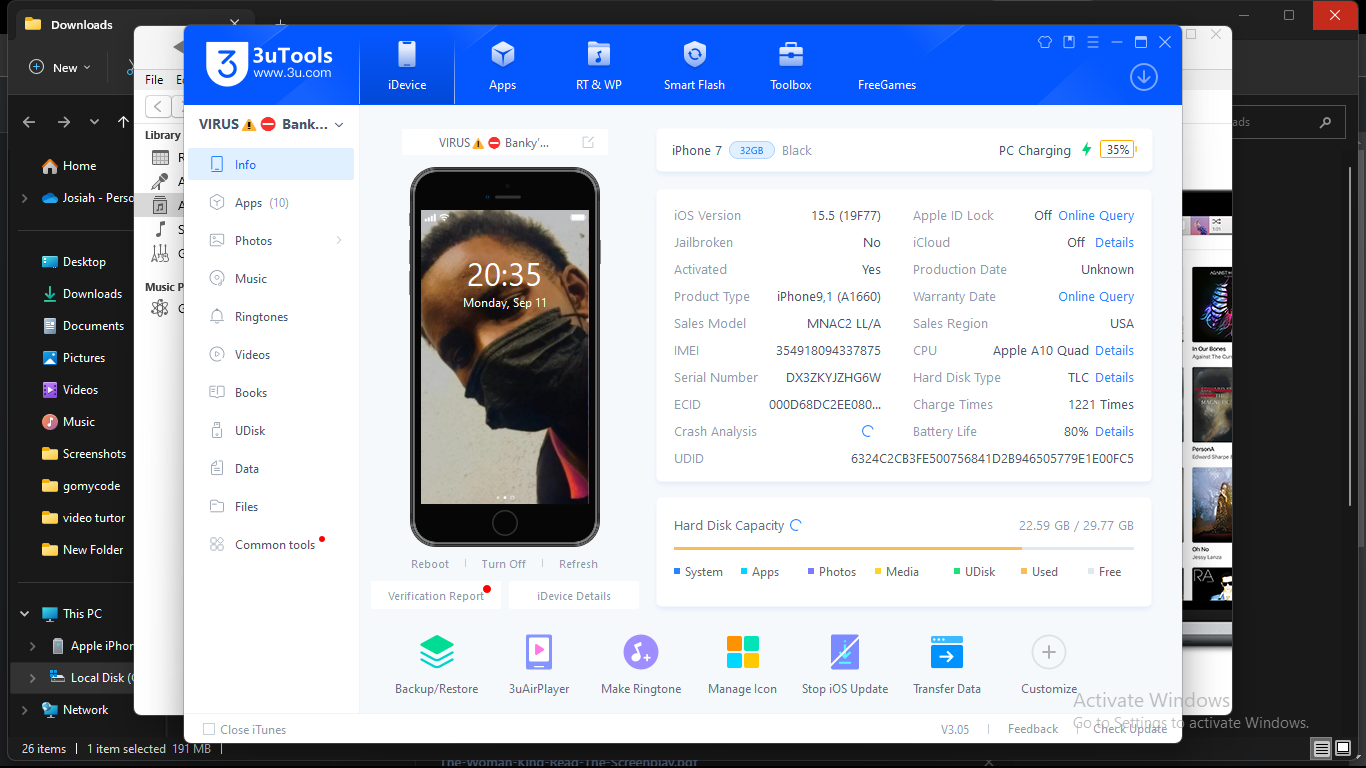 Downloads
New
File
Library
Home
Josiah - Perso
Desktop
Downloads
Documents
Pictures
Videos
Music
Screenshots
gomycode
video turtor
New Folder
This PC
Apple iPhor
Local Disk (
Network
26 items | 1 item selected 191 MB |
Music P
3uTools
www.3u.com
iDevice
Apps
RT & WP
Smart Flash
Toolbox
FreeGames
VIRUS⚠️⛔ Bank...
Info
Apps (10)
Photos
Music
Ringtones
Videos
Books
UDisk
Data
Files
Common tools
VIRUS⚠️⛔ Banky'...
20:35
Monday, Sep 11
Reboot | Turn Off | Refresh
Verification Report
iDevice Details
iPhone 7 32GB Black
PC Charging 35%
iOS Version 15.5 (19F77) Apple ID Lock Off Online Query
Jailbroken No iCloud Off Details
Activated Yes Production Date Unknown
Product Type iPhone9,1 (A1660) Warranty Date Online Query
Sales Model MNAC2 LL/A Sales Region USA
IMEI 354918094337875 CPU Apple A10 Quad Details
Serial Number DX3ZKYJZHG6W Hard Disk Type TLC Details
ECID 000D68DC2EE080... Charge Times 1221 Times
Crash Analysis Battery Life 80% Details
UDID 6324C2CB3FE500756841D2B946505779E1E00FC5
Hard Disk Capacity 22.59 GB / 29.77 GB
System Apps Photos Media UDisk Used Free
Backup/Restore
3uAirPlayer
Make Ringtone
Manage Icon
Stop iOS Update
Transfer Data
Customize
Close iTunes
V3.05 | Feedback | Check Update
Activate Windows
Go to Settings to activate Windows.
ads
In Our Bones
Against The Cur
PersonA
Edward Sharpe
Oh No
Jessy Lanza
The-Woman-King-Read-The-Screenplay.pdf